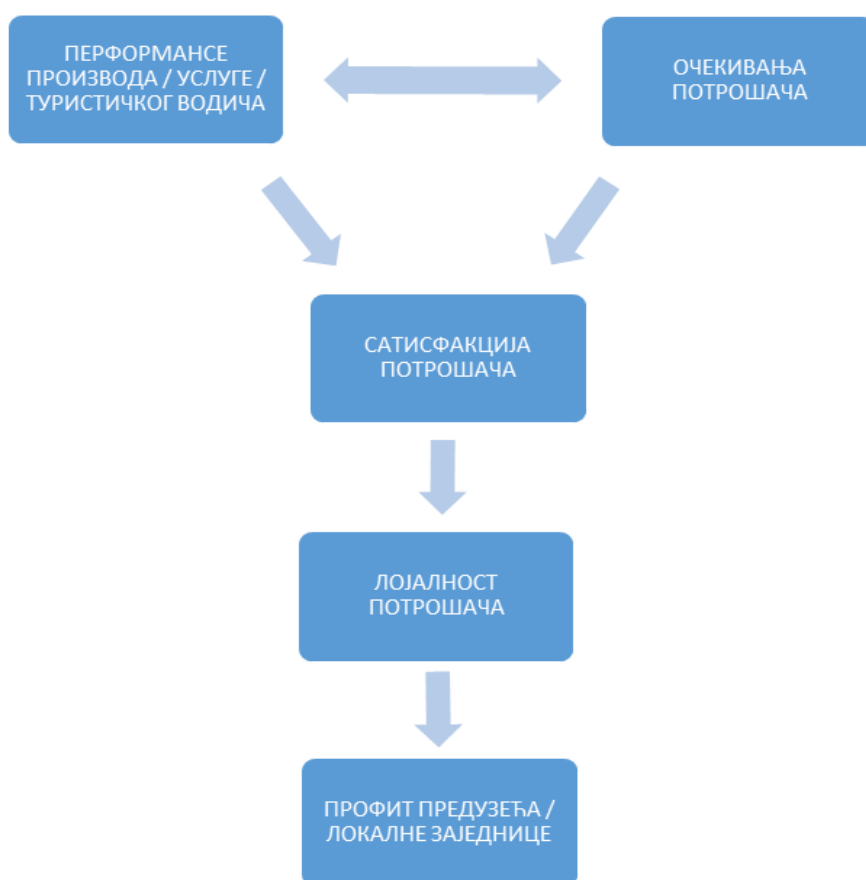 ПЕРФОРМАНСЕ
ПРОИЗВОДА / УСЛУГЕ /
ТУРИСТИЧКОГ ВОДИЧА
ОЧЕКИВАЊА
ПОТРОШАЧА
САТИСФАКЦИЈА
ПОТРОШАЧА
ЛОЈАЛНОСТ
ПОТРОШАЧА
ПРОФИТ ПРЕДУЗЕЋА /
ЛОКАЛНЕ ЗАЈЕДНИЦЕ